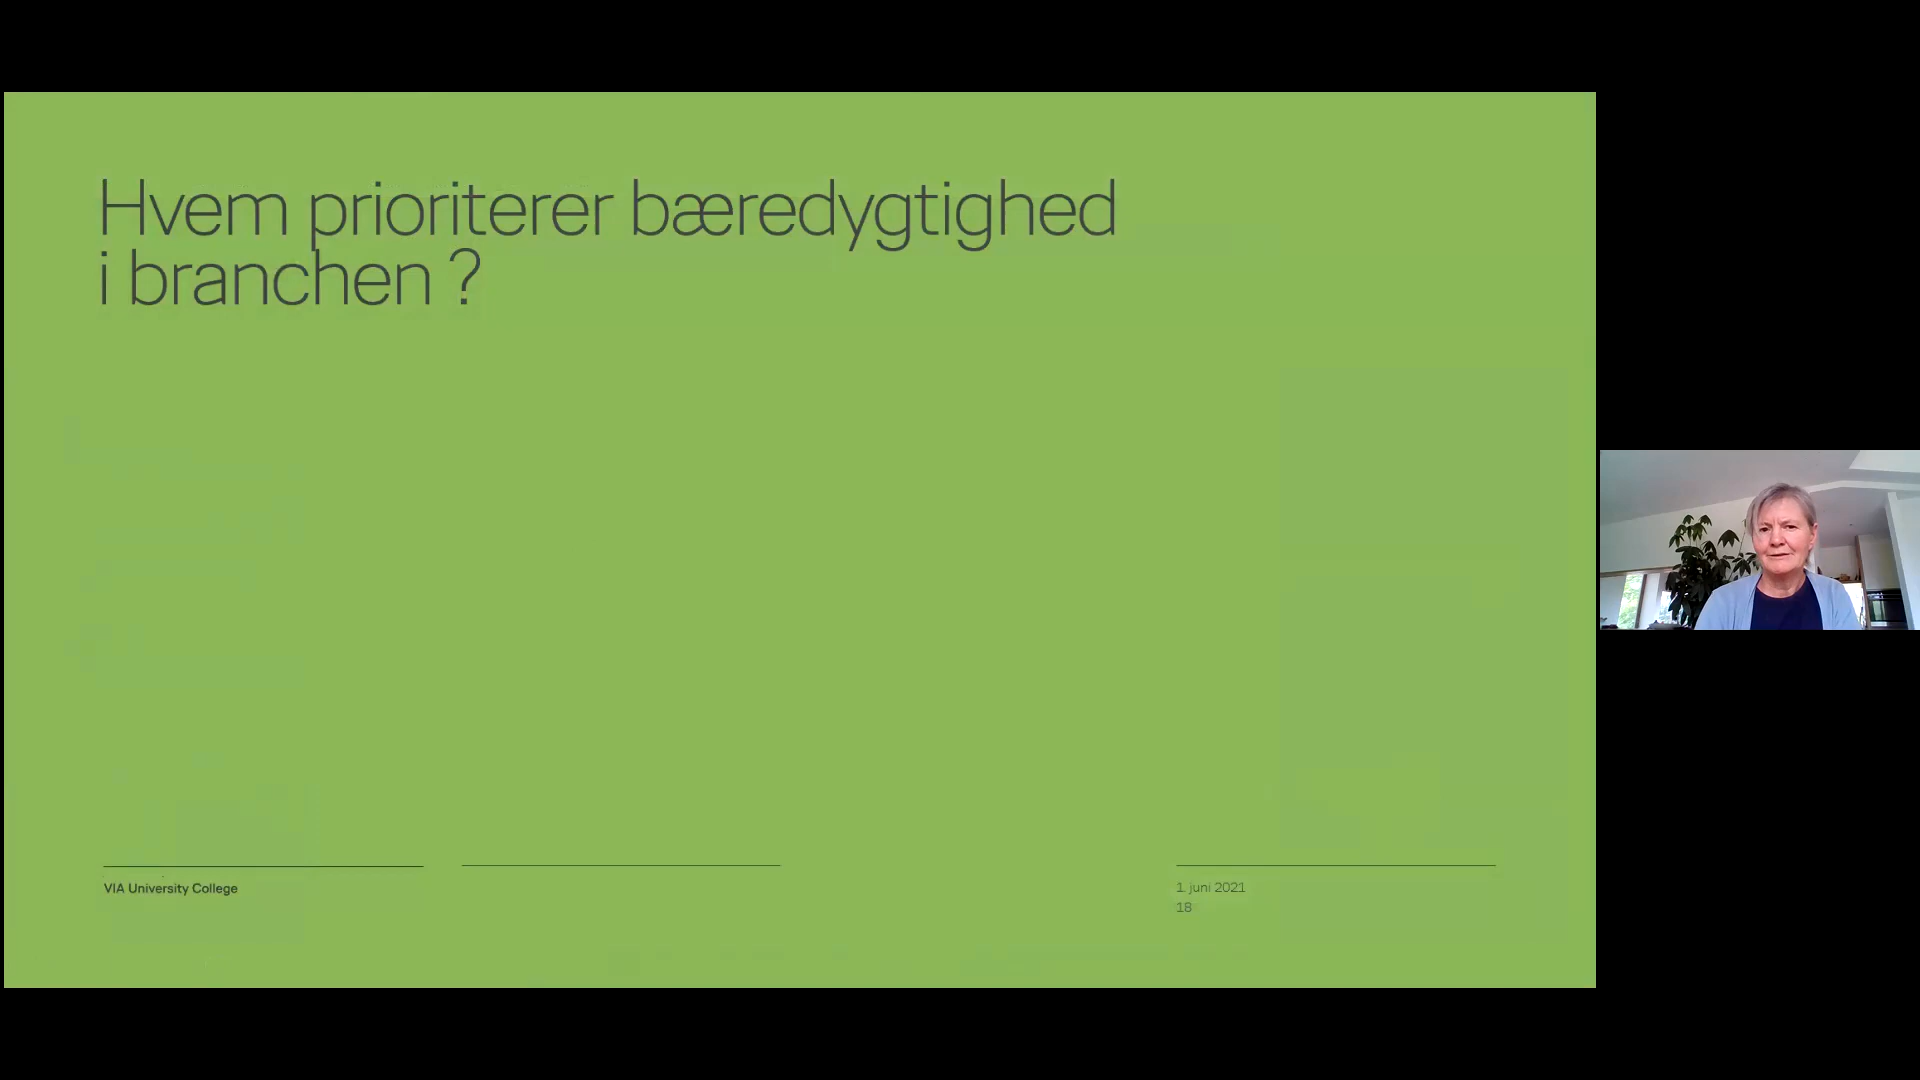 Hvem prioriterer bæredygtighed
i branchen ?
VIA University College
1. juni 2021
18